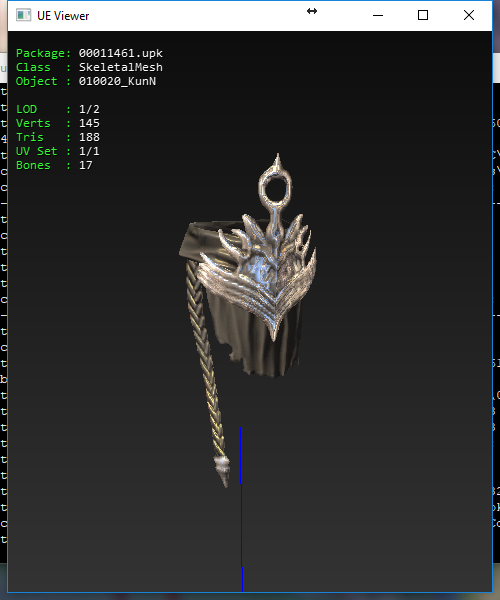 UE Viewer
Package: 00011461.upk
Class : SkeletalMesh
Object : 010020_KunN
LOD : 1/2
Verts : 145
Tris : 188
UV Set : 1/1
Bones : 17